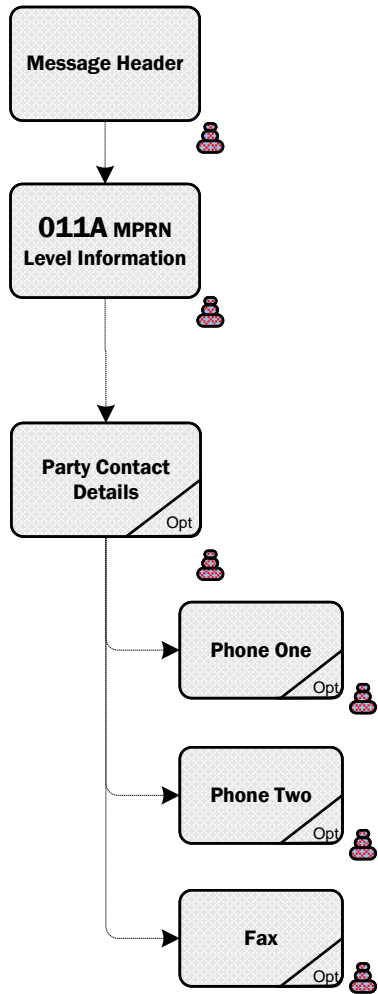 Message Header
011A MPRN
Level Information
Party Contact
Details
Opt
Phone One
Opt
Phone Two
Opt
Fax
Opt